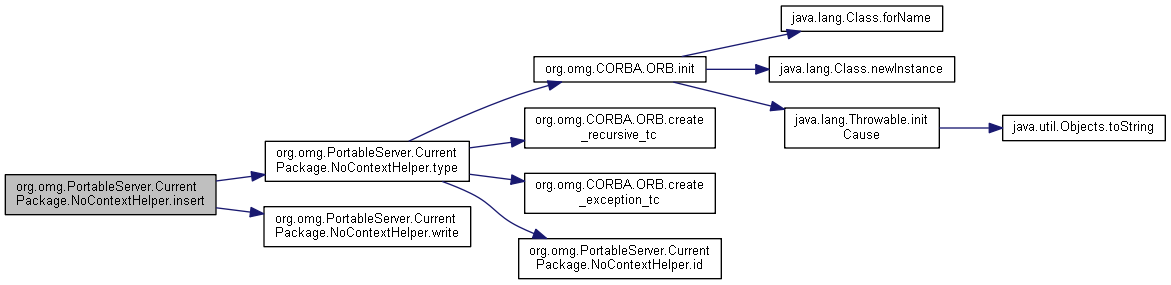 org.omg.PortableServer.Current
Package.NoContextHelper.insert
org.omg.PortableServer.Current
Package.NoContextHelper.type
org.omg.PortableServer.Current
Package.NoContextHelper.write
org.omg.CORBA.ORB.init
org.omg.CORBA.ORB.create
_recursive_tc
org.omg.CORBA.ORB.create
_exception_tc
org.omg.PortableServer.Current
Package.NoContextHelper.id
java.lang.Class.forName
java.lang.Class.newInstance
java.lang.Throwable.init
Cause
java.util.Objects.toString